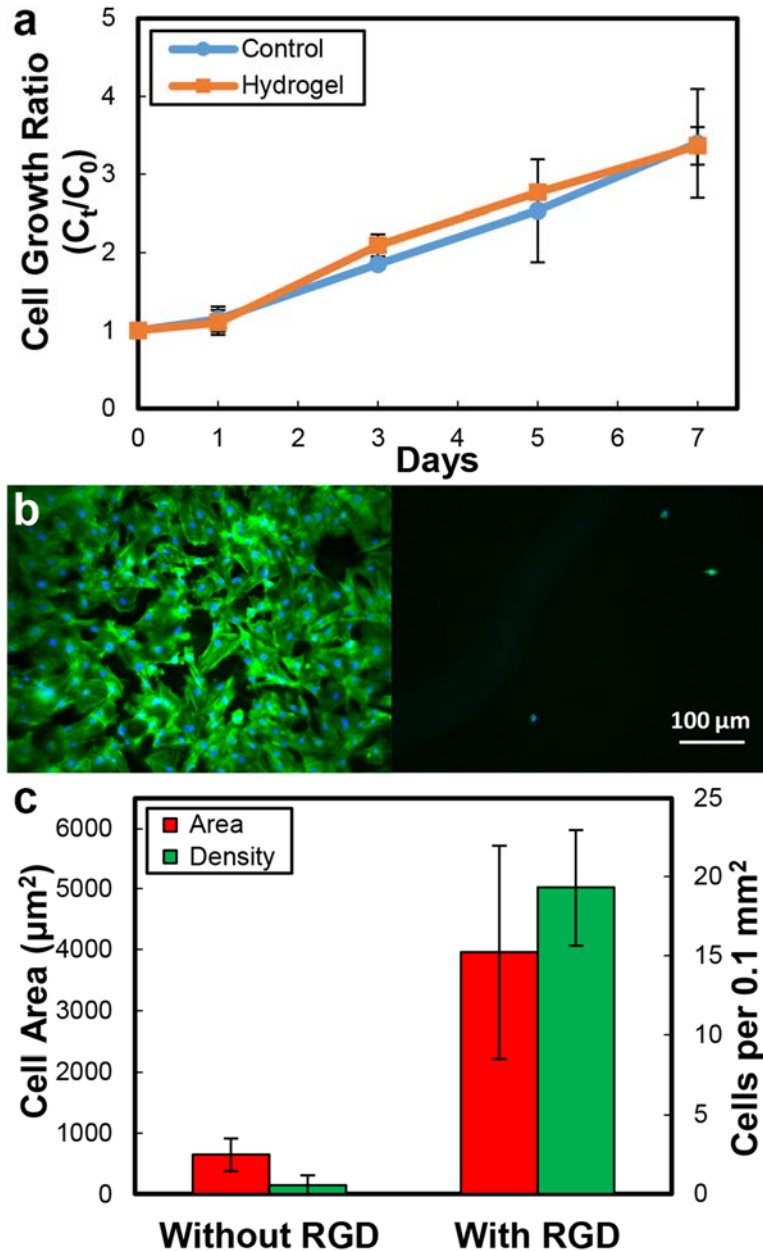 a
5
4
3
2
1
0
Cell Growth Ratio
(Cₜ/C₀)
Control
Hydrogel
0 1 3 4 5 6 7
Days
b
100 µm
c
Area
Density
6000
5000
4000
3000
2000
1000
0
Cell Area (µm²)
25
20
15
10
5
0
Cells per 0.1 mm²
Without RGD With RGD